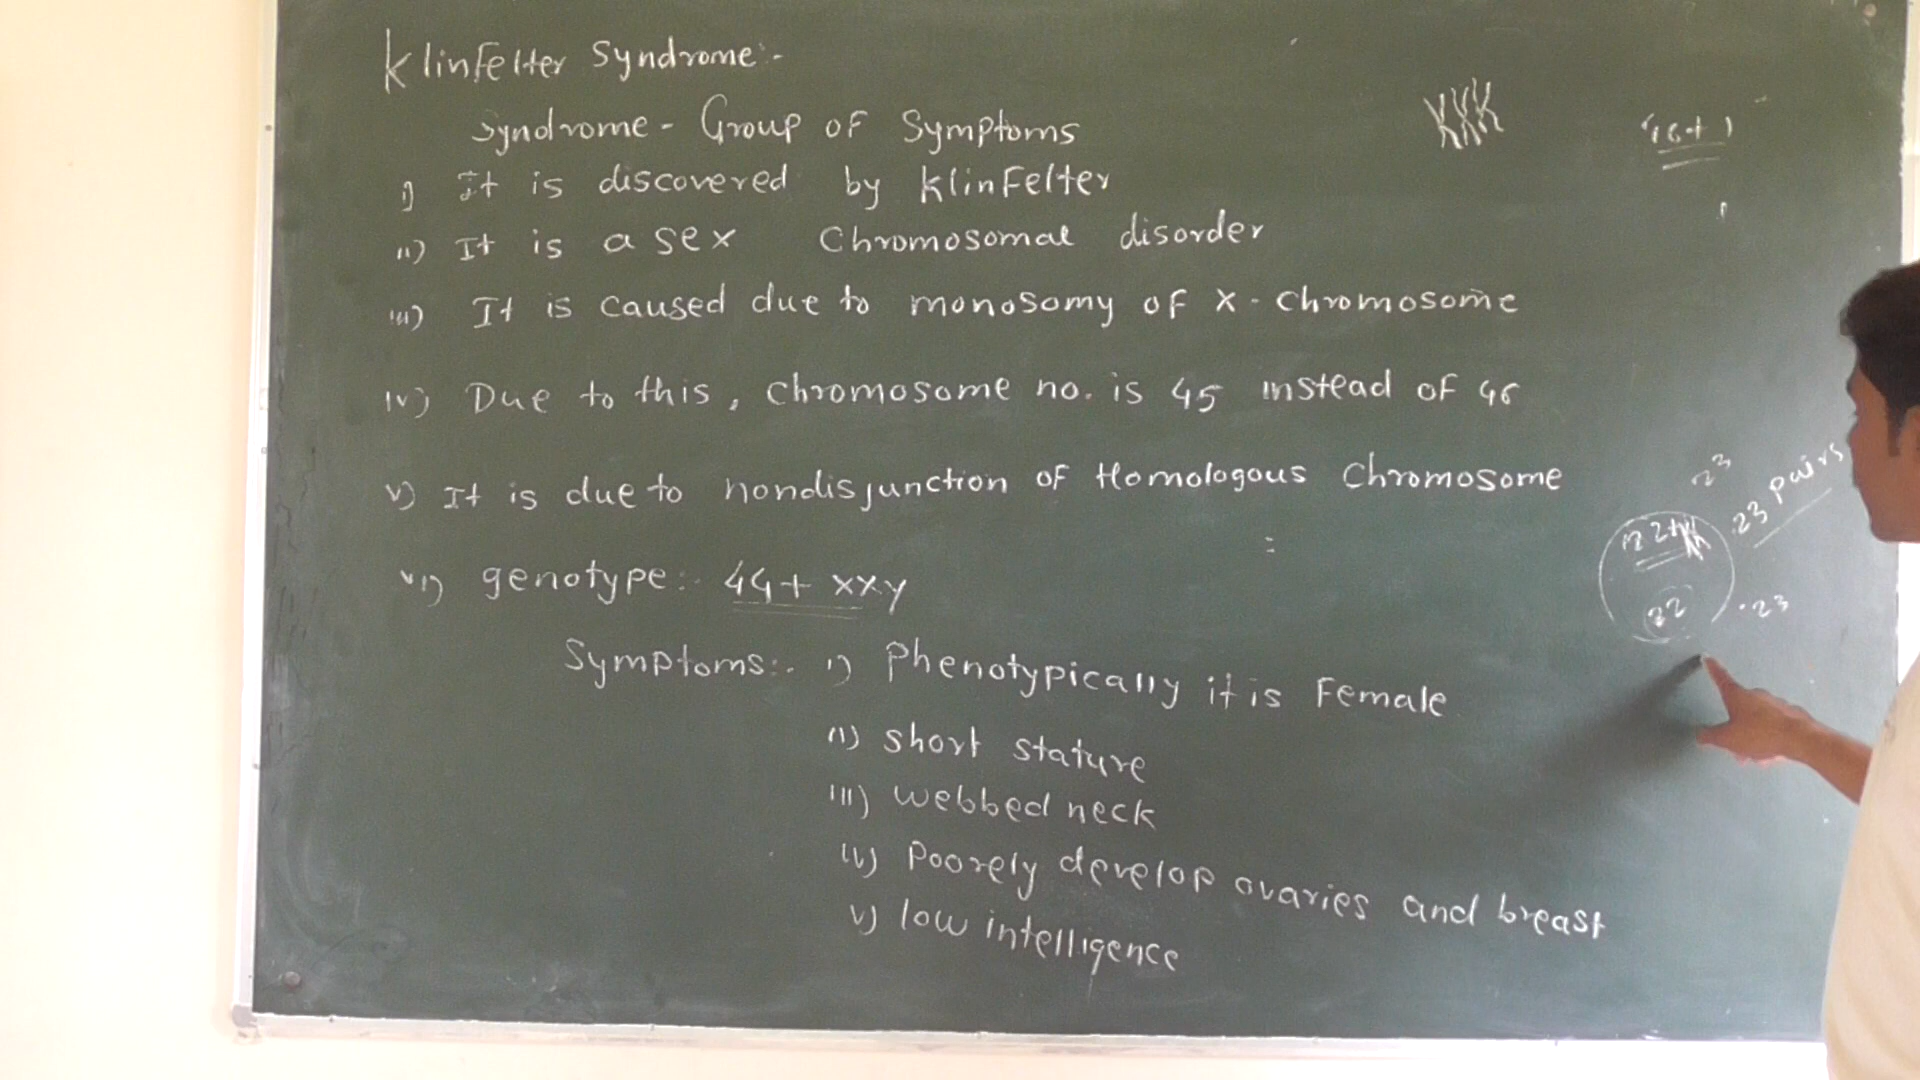 Klinfelter Syndrome:-
Syndrome - Group of Symptoms
i) It is discovered by Klinfelter
ii) It is a sex Chromosomal disorder
iii) It is caused due to monosomy of X-Chromosome
iv) Due to this, Chromosome no. is 45 instead of 46
v) It is due to nondisjunction of Homologous Chromosome
23
23 pairs
22+
22
23
vi) genotype:- 44+ xxy
Symptoms:- i) Phenotypically it is Female
ii) short stature
iii) webbed neck
iv) Poorely develop ovaries and breast
v) low intelligence